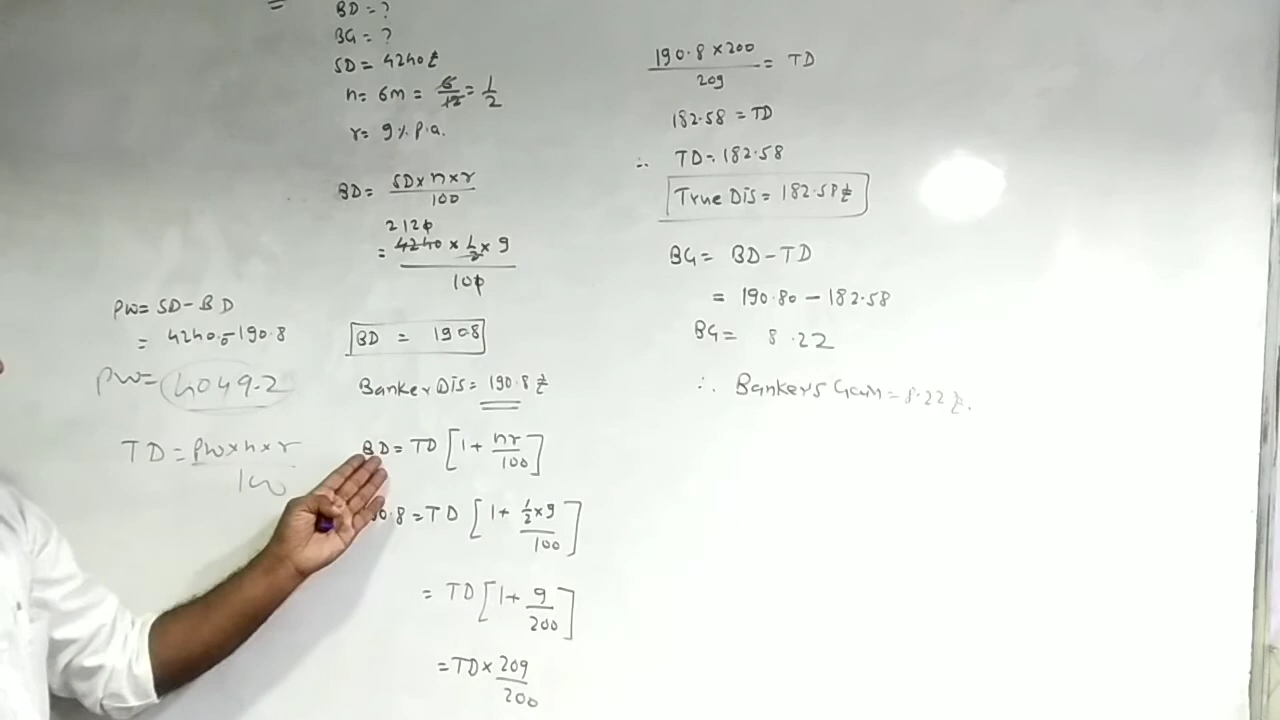 BD = ?
BG = ?
SD = 4240₹
n = 6m = 6/12 = 1/2
r = 9% p.a.
BD = SD × n × r / 100
2120
= 4240 × 1/2 × 9 / 100
BD = 190.8
Banker Dis = 190.8₹
BD = TD [1 + nr/100]
0.8 = TD [1 + 1/2 × 9 / 100]
= TD [1 + 9/200]
= TD × 209/200
PW = SD - BD
= 4240.0 - 190.8
PW = 4049.2
TD = PW × n × r / 100
190.8 × 200 / 209 = TD
182.58 = TD
∴ TD = 182.58
True Dis = 182.58₹
BG = BD - TD
= 190.80 - 182.58
BG = 8.22
∴ Bankers Gain = 8.22₹.